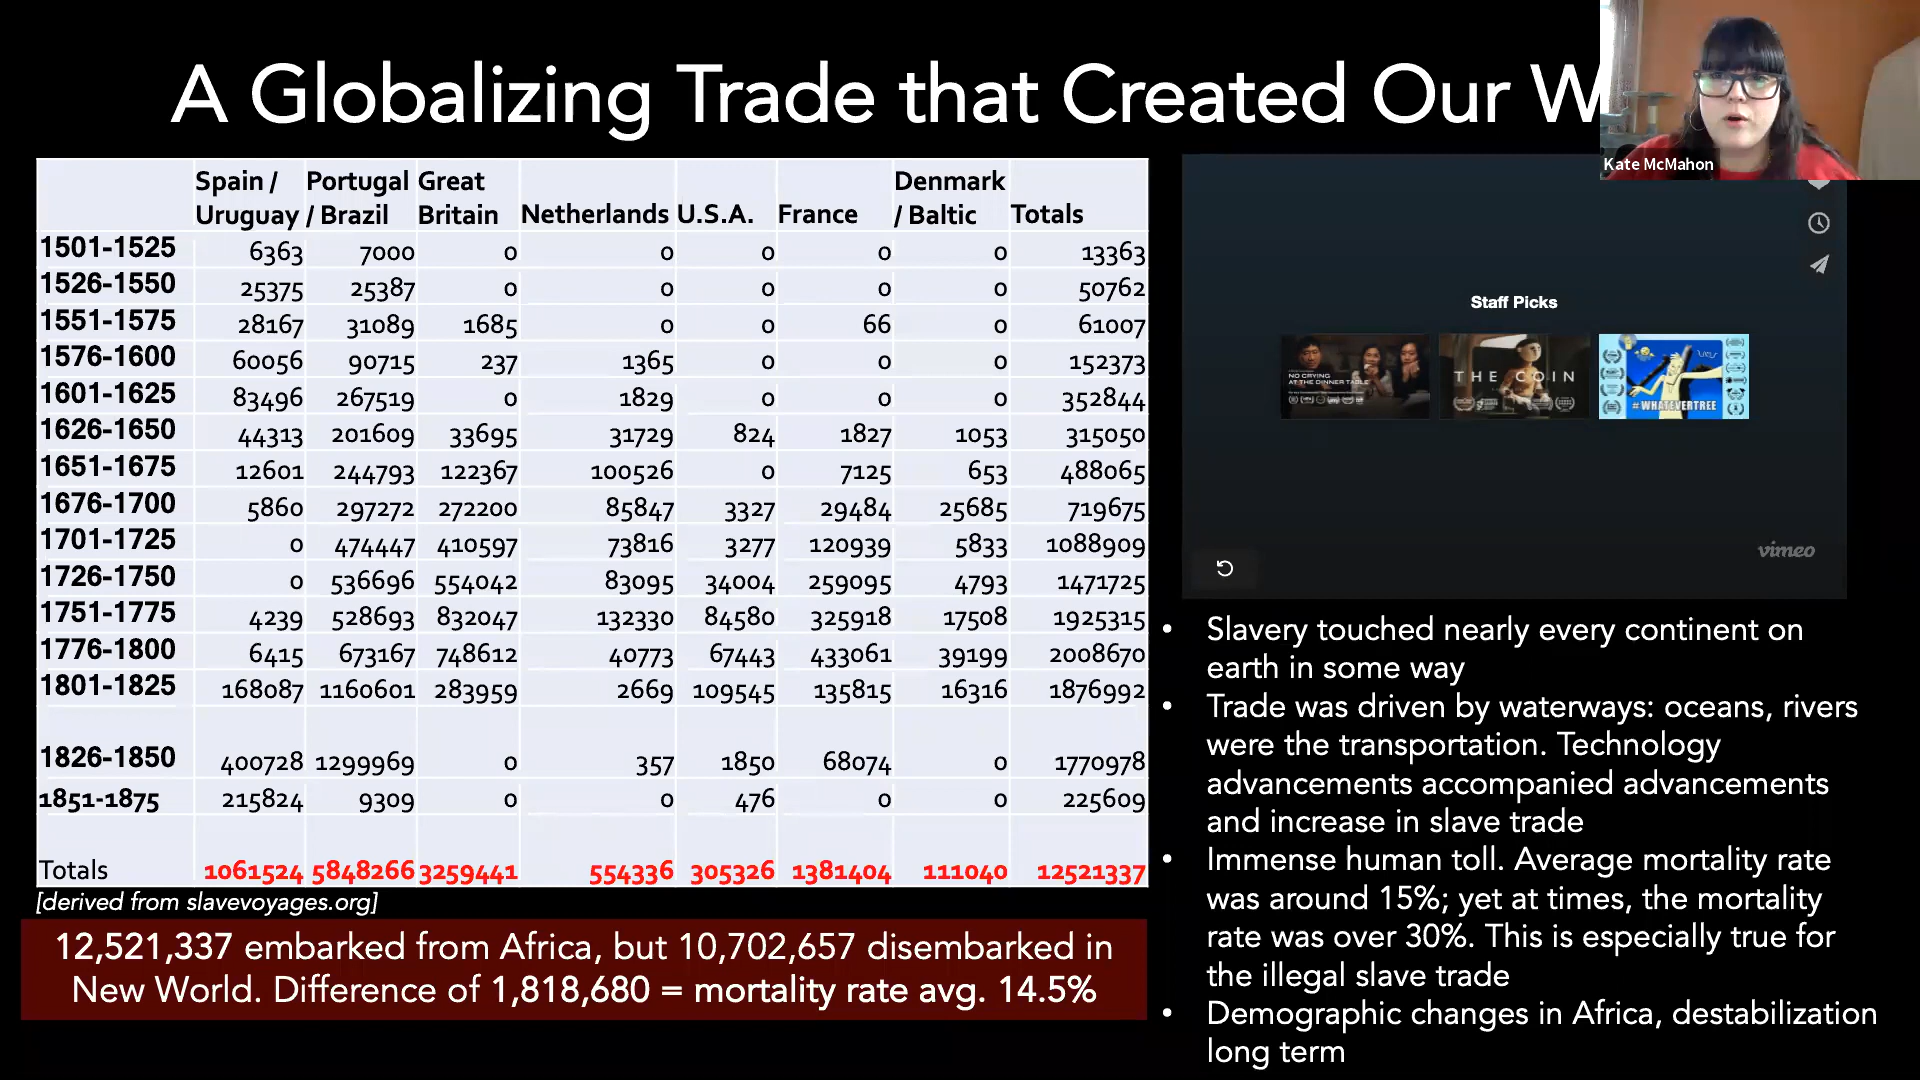 A Globalizing Trade that Created Our W
Kate McMahon
Spain / Uruguay Portugal / Brazil Great Britain Netherlands U.S.A. France Denmark / Baltic Totals
1501-1525 6363 7000 0 0 0 0 0 13363
1526-1550 25375 25387 0 0 0 0 0 50762
1551-1575 28167 31089 1685 0 0 66 0 61007
1576-1600 60056 90715 237 1365 0 0 0 152373
1601-1625 83496 267519 0 1829 0 0 0 352844
1626-1650 44313 201609 33695 31729 824 1827 1053 315050
1651-1675 12601 244793 122367 100526 0 7125 653 488065
1676-1700 5860 297272 272200 85847 3327 29484 25685 719675
1701-1725 0 474447 410597 73816 3277 120939 5833 1088909
1726-1750 0 536696 554042 83095 34004 259095 4793 1471725
1751-1775 4239 528693 832047 132330 84580 325918 17508 1925315
1776-1800 6415 673167 748612 40773 67443 433061 39199 2008670
1801-1825 168087 1160601 283959 2669 109545 135815 16316 1876992
1826-1850 400728 1299969 0 357 1850 68074 0 1770978
1851-1875 215824 9309 0 0 476 0 0 225609
Totals 1061524 5848266 3259441 554336 305326 1381404 111040 12521337
[derived from slavevoyages.org]
12,521,337 embarked from Africa, but 10,702,657 disembarked in
New World. Difference of 1,818,680 = mortality rate avg. 14.5%
Staff Picks
NO CRYING
AT THE DINNER TABLE
THE COIN
#WHATEVERTREE
vimeo
• Slavery touched nearly every continent on
earth in some way
• Trade was driven by waterways: oceans, rivers
were the transportation. Technology
advancements accompanied advancements
and increase in slave trade
• Immense human toll. Average mortality rate
was around 15%; yet at times, the mortality
rate was over 30%. This is especially true for
the illegal slave trade
• Demographic changes in Africa, destabilization
long term